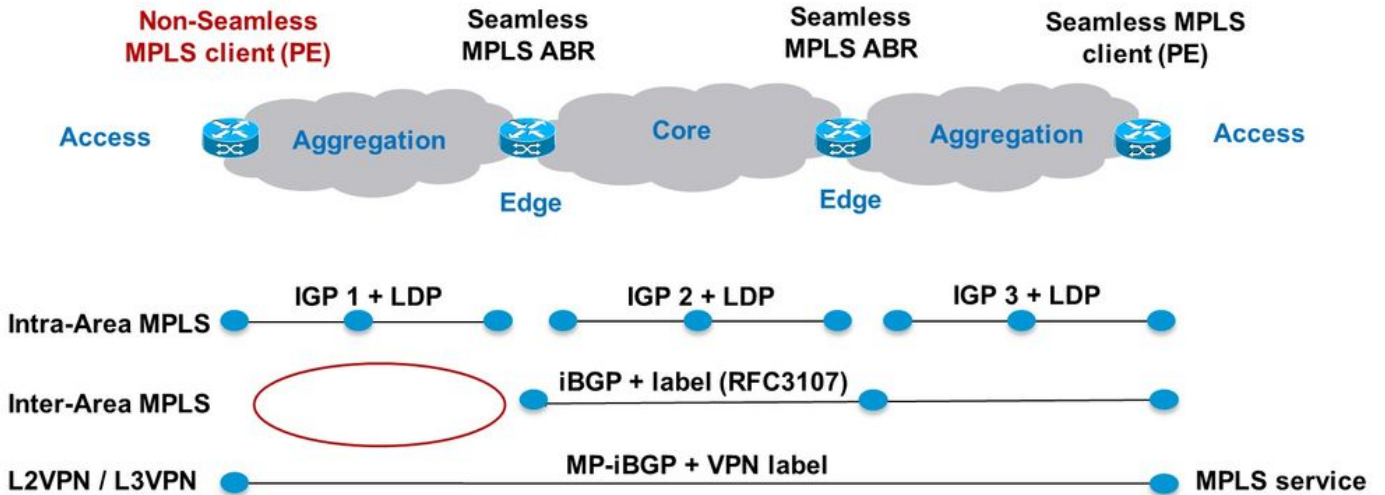 Non-Seamless
MPLS client (PE)
Seamless
MPLS ABR
Seamless
MPLS ABR
Seamless MPLS
client (PE)
Access
Aggregation
Core
Aggregation
Access
Edge
Edge
Intra-Area MPLS
IGP 1 + LDP
IGP 2 + LDP
IGP 3 + LDP
Inter-Area MPLS
iBGP + label (RFC3107)
L2VPN / L3VPN
MP-iBGP + VPN label
MPLS service